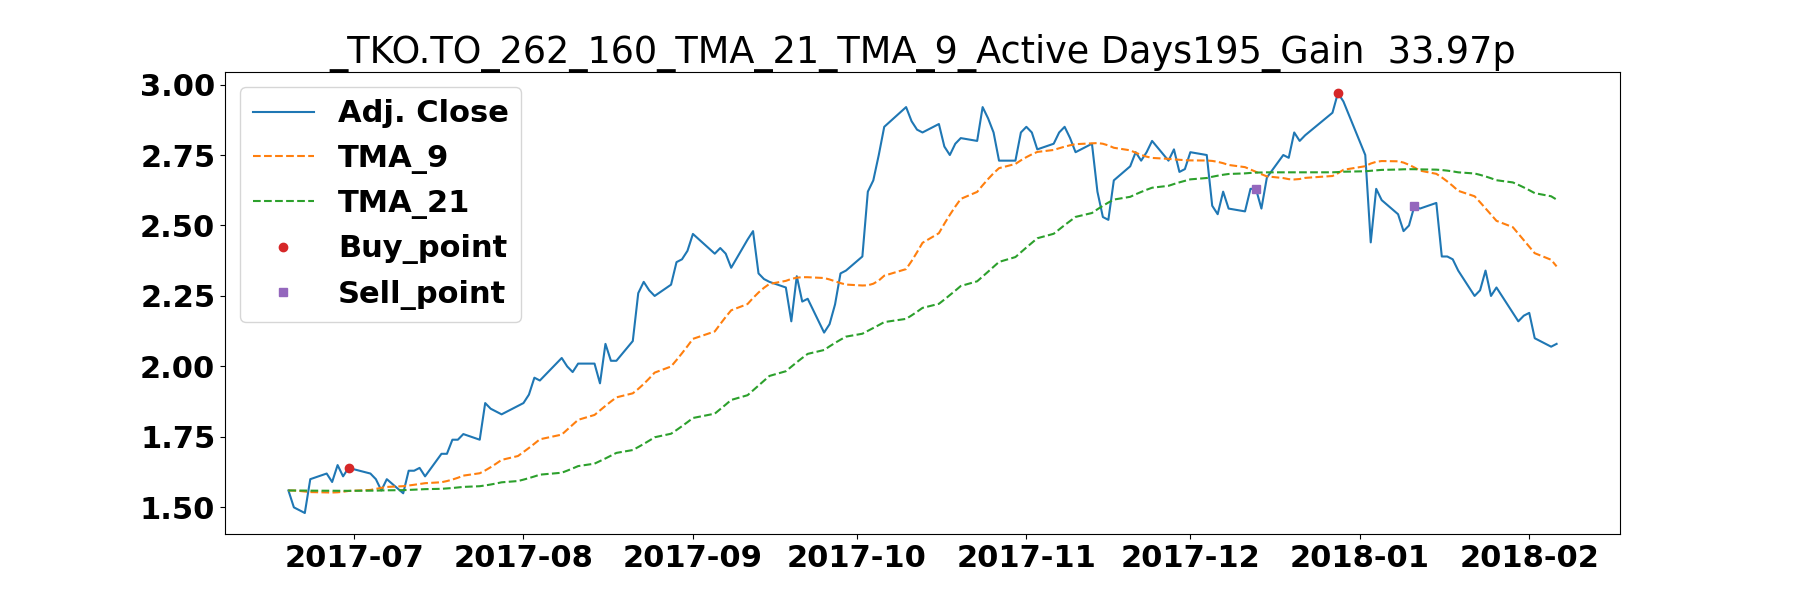 _TKO.TO_262_160_TMA_21_TMA_9_Active Days195_Gain  33.97p
3.00
2.75
2.50
2.25
2.00
1.75
1.50
Adj. Close
TMA_9
TMA_21
Buy_point
Sell_point
2017-07 2017-08 2017-09 2017-10 2017-11 2017-12 2018-01 2018-02